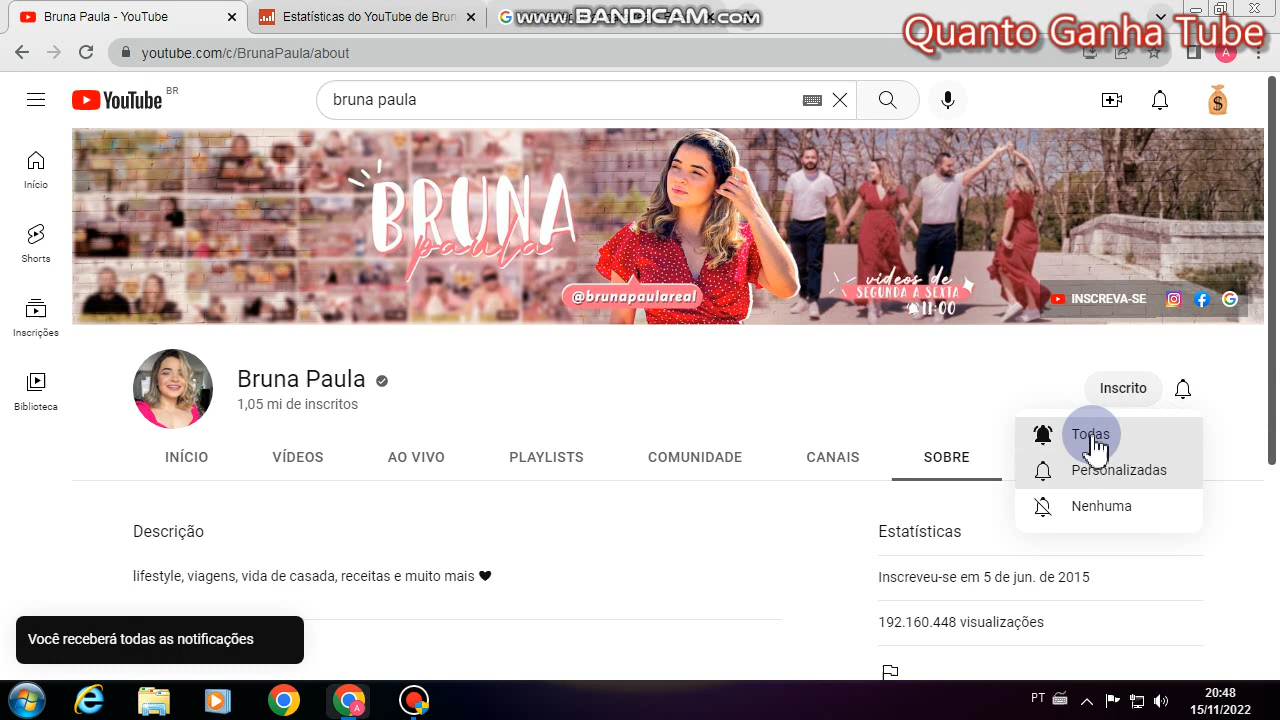 Bruna Paula - YouTube
Estatísticas do YouTube de Brun
www.BANDICAM.com
Quanto Ganha Tube
youtube.com/c/BrunaPaula/about
A
YouTube BR
bruna paula
Início
Shorts
Inscrições
Biblioteca
BRUNA
paula
@brunapaulareal
vídeos de
SEGUNDA A SEXTA
11:00
INSCREVA-SE
Bruna Paula
1,05 mi de inscritos
Inscrito
Todas
Personalizadas
Nenhuma
INÍCIO
VÍDEOS
AO VIVO
PLAYLISTS
COMUNIDADE
CANAIS
SOBRE
Descrição
lifestyle, viagens, vida de casada, receitas e muito mais 🖤
Estatísticas
Inscreveu-se em 5 de jun. de 2015
192.160.448 visualizações
Você receberá todas as notificações
PT
20:48
15/11/2022